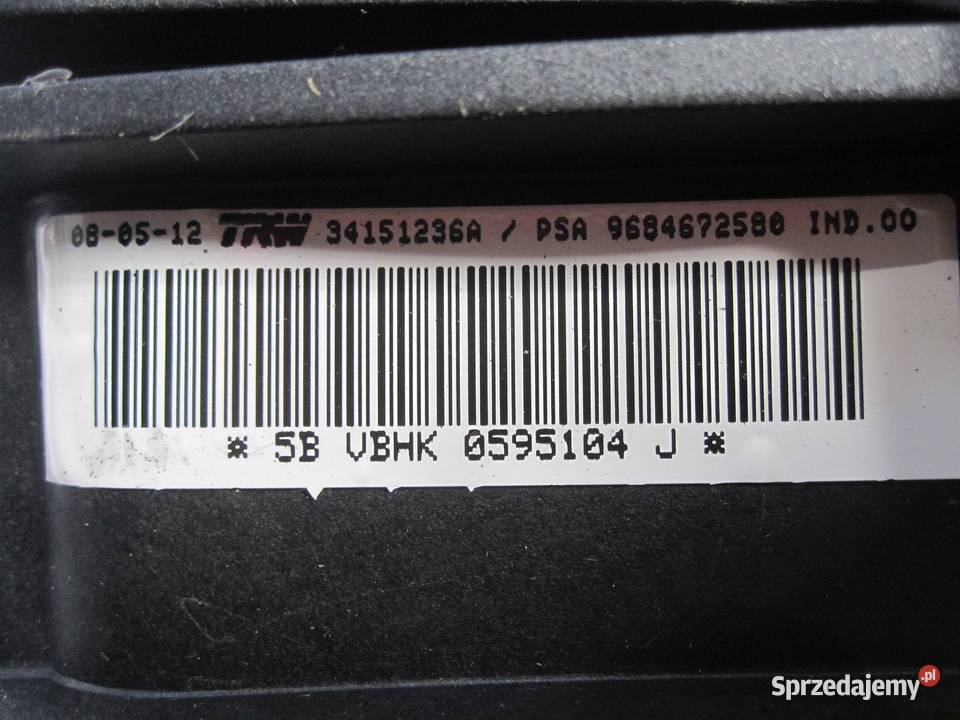 08-05-12 TRW 34151236A / PSA 9684672580 IND.00
* 5B VBHK 0595104 J *
Sprzedajemy.pl